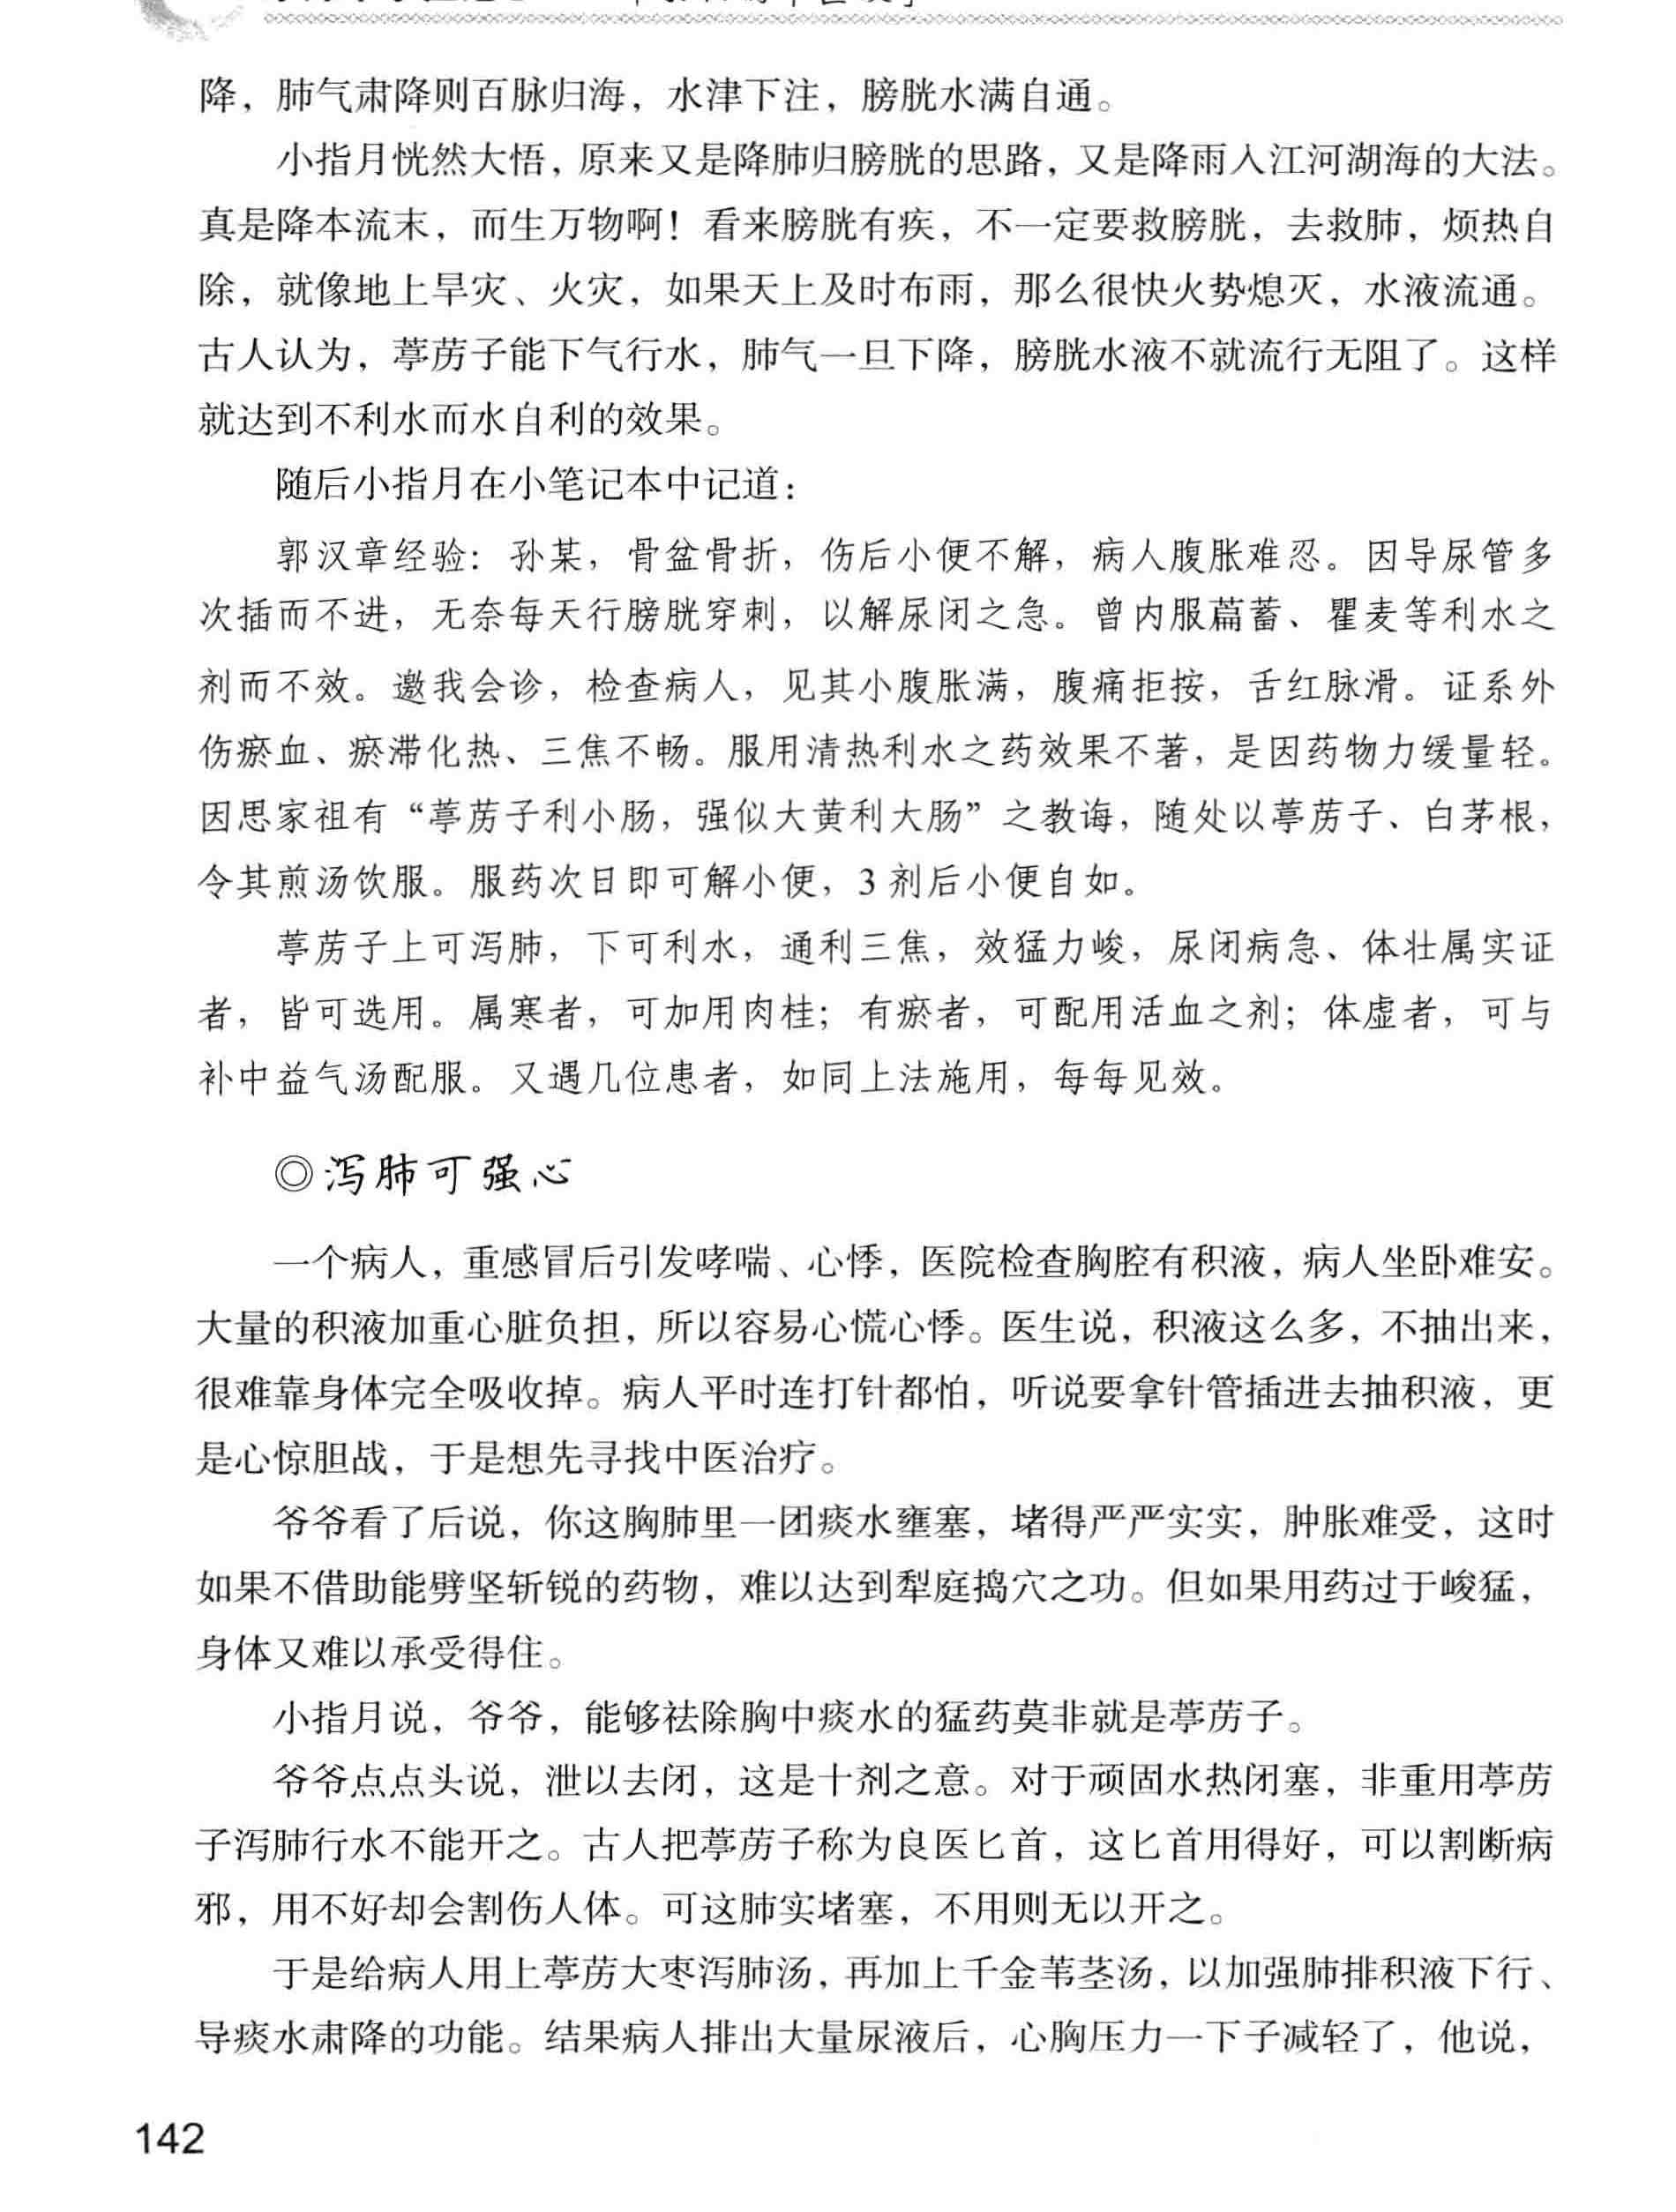 降，肺气肃降则百脉归海，水津下注，膀胱水满自通。
小指月恍然大悟，原来又是降肺归膀胱的思路，又是降雨入江河湖海的大法。
真是降本流末，而生万物啊！看来膀胱有疾，不一定要救膀胱，去救肺，烦热自
除，就像地上旱灾、火灾，如果天上及时布雨，那么很快火势熄灭，水液流通。
古人认为，葶苈子能下气行水，肺气一旦下降，膀胱水液不就流行无阻了。这样
就达到不利水而水自利的效果。
随后小指月在小笔记本中记道：
郭汉章经验：孙某，骨盆骨折，伤后小便不解，病人腹胀难忍。因导尿管多
次插而不进，无奈每天行膀胱穿刺，以解尿闭之急。曾内服萹蓄、瞿麦等利水之
剂而不效。邀我会诊，检查病人，见其小腹胀满，腹痛拒按，舌红脉滑。证系外
伤瘀血、瘀滞化热、三焦不畅。服用清热利水之药效果不著，是因药物力缓量轻。
因思家祖有“葶苈子利小肠，强似大黄利大肠”之教诲，随处以葶苈子、白茅根，
令其煎汤饮服。服药次日即可解小便，3 剂后小便自如。
葶苈子上可泻肺，下可利水，通利三焦，效猛力峻，尿闭病急、体壮属实证
者，皆可选用。属寒者，可加用肉桂；有瘀者，可配用活血之剂；体虚者，可与
补中益气汤配服。又遇几位患者，如同上法施用，每每见效。
◎泻肺可强心
一个病人，重感冒后引发哮喘、心悸，医院检查胸腔有积液，病人坐卧难安。
大量的积液加重心脏负担，所以容易心慌心悸。医生说，积液这么多，不抽出来，
很难靠身体完全吸收掉。病人平时连打针都怕，听说要拿针管插进去抽积液，更
是心惊胆战，于是想先寻找中医治疗。
爷爷看了后说，你这胸肺里一团痰水壅塞，堵得严严实实，肿胀难受，这时
如果不借助能劈坚斩锐的药物，难以达到犁庭捣穴之功。但如果用药过于峻猛，
身体又难以承受得住。
小指月说，爷爷，能够祛除胸中痰水的猛药莫非就是葶苈子。
爷爷点点头说，泄以去闭，这是十剂之意。对于顽固水热闭塞，非重用葶苈
子泻肺行水不能开之。古人把葶苈子称为良医匕首，这匕首用得好，可以割断病
邪，用不好却会割伤人体。可这肺实堵塞，不用则无以开之。
于是给病人用上葶苈大枣泻肺汤，再加上千金苇茎汤，以加强肺排积液下行、
导痰水肃降的功能。结果病人排出大量尿液后，心胸压力一下子减轻了，他说，
142